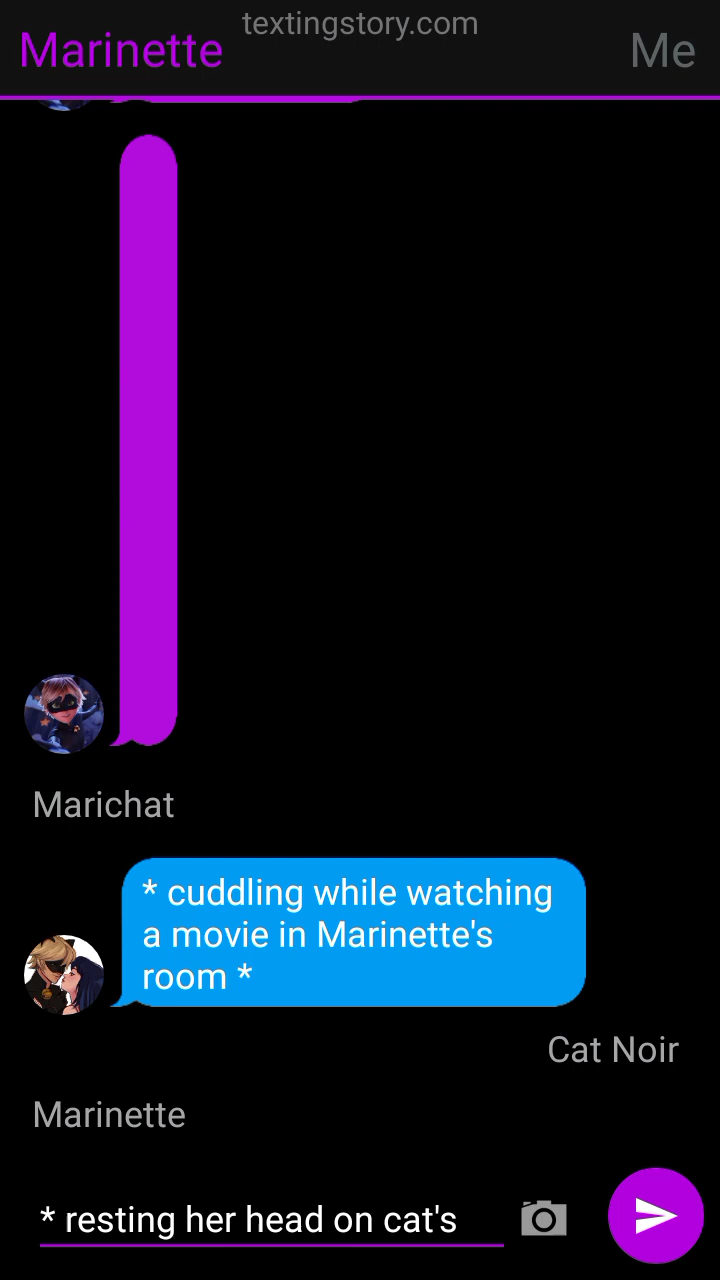 textingstory.com
Marinette
Me
Marichat
* cuddling while watching
a movie in Marinette's
room *
Cat Noir
Marinette
* resting her head on cat's